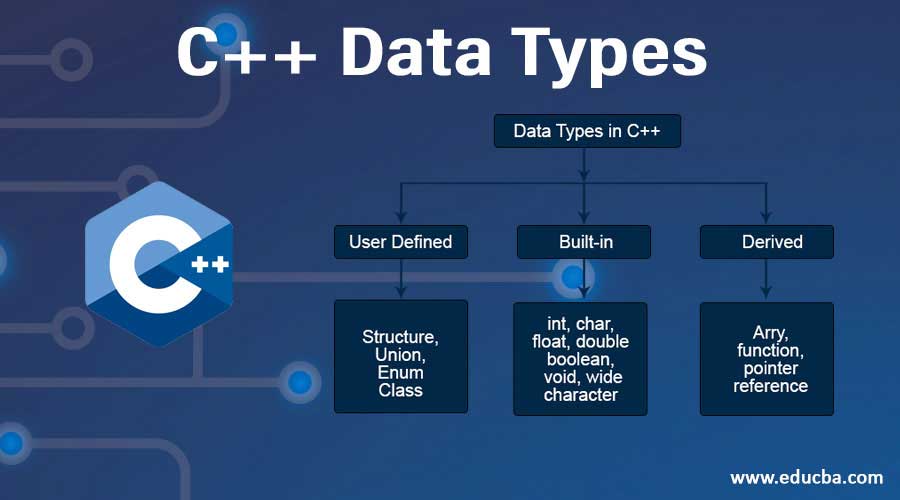 C++ Data Types
Data Types in C++
User Defined
Built-in
Derived
C++
Structure,
Union,
Enum
Class
int, char,
float, double
boolean,
void, wide
character
Arry,
function,
pointer
reference
www.educba.com